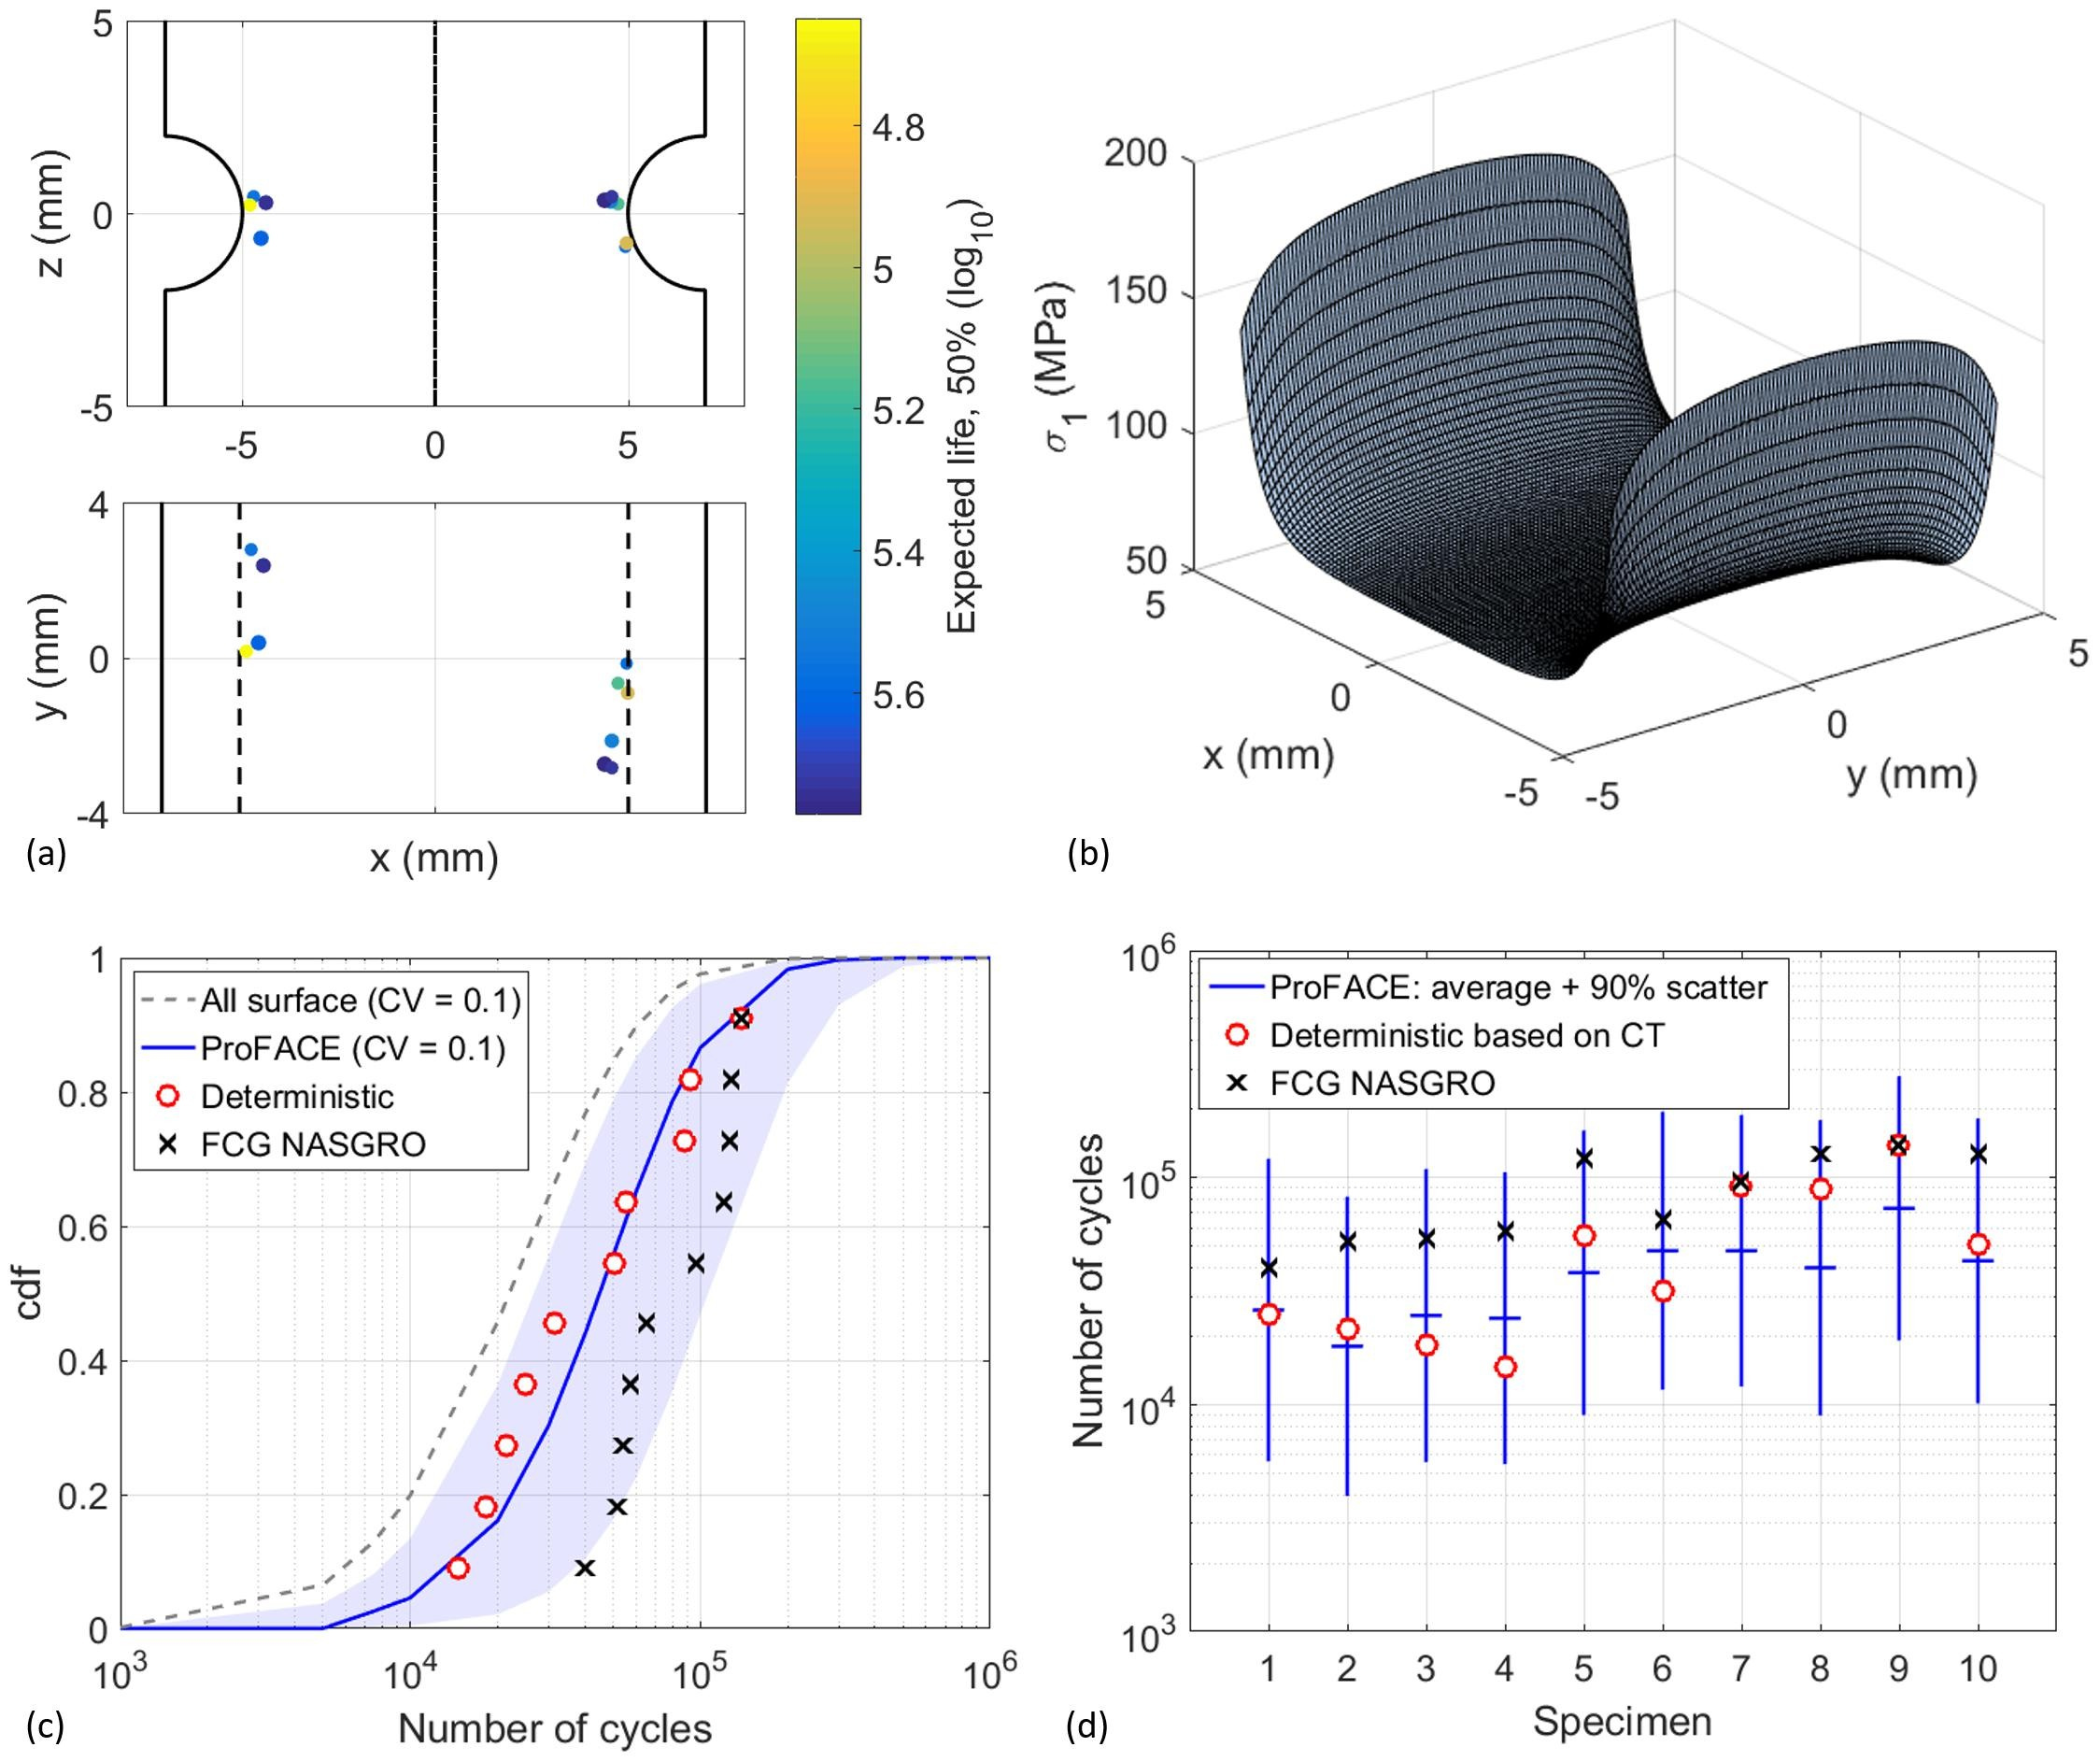 5
0
-5
z (mm)
-5
0
5
4
0
-4
y (mm)
x (mm)
4.8
5
5.2
5.4
5.6
Expected life, 50% (log10)
(a)
200
150
100
50
σ1 (MPa)
5
0
-5
x (mm)
-5
0
5
y (mm)
(b)
All surface (CV = 0.1)
ProFACE (CV = 0.1)
Deterministic
FCG NASGRO
1
0.8
0.6
0.4
0.2
0
cdf
10^3
10^4
10^5
10^6
Number of cycles
(c)
ProFACE: average + 90% scatter
Deterministic based on CT
FCG NASGRO
10^6
10^5
10^4
10^3
Number of cycles
1 2 3 4 5 6 7 8 9 10
Specimen
(d)